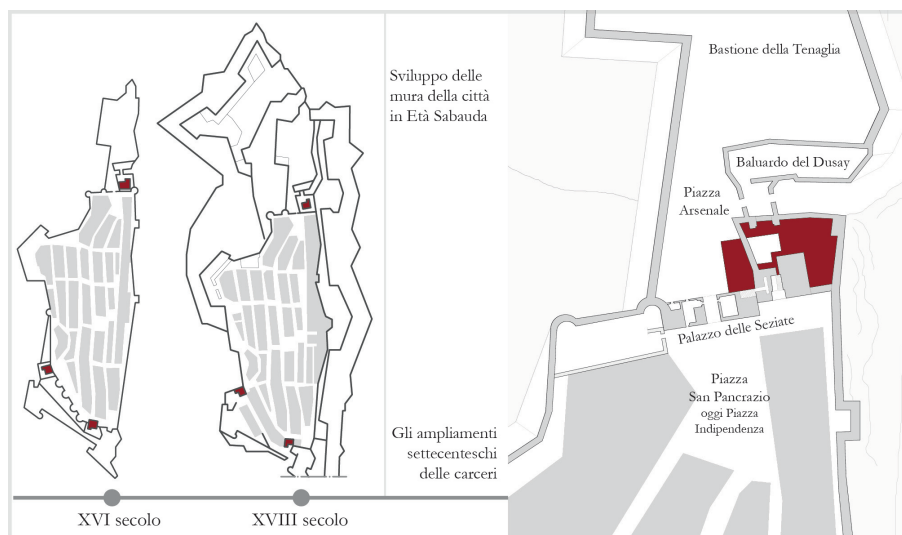 Sviluppo delle
mura della città
in Età Sabauda
Gli ampliamenti
settecenteschi
delle carceri
XVI secolo
XVIII secolo
Bastione della Tenaglia
Baluardo del Dusay
Piazza
Arsenale
Palazzo delle Seziate
Piazza
San Pancrazio
oggi Piazza
Indipendenza